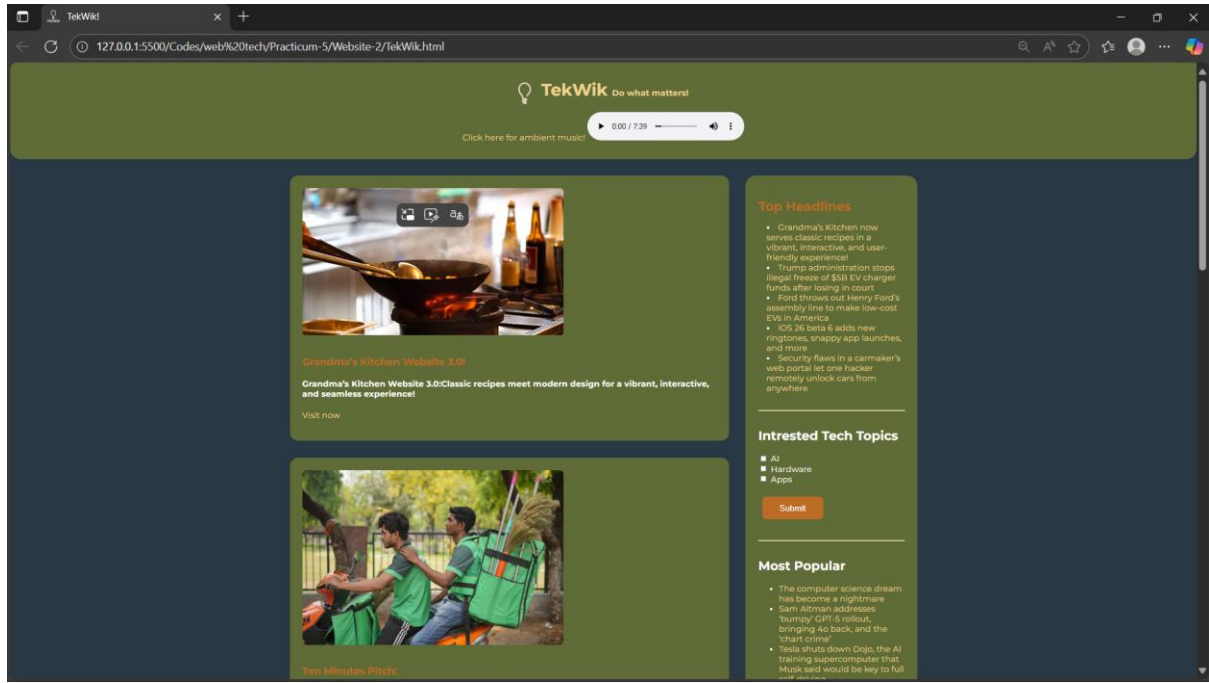 TekWik!
127.0.0.1:5500/Codes/web%20tech/Practicum-5/Website-2/TekWik.html
TekWik Do what matters!
Click here for ambient music!
0:00 / 7:39
Grandma's Kitchen Website 3.0!
Grandma's Kitchen Website 3.0:Classic recipes meet modern design for a vibrant, interactive,
and seamless experience!
Visit now
Ten Minutes Pitch:
Top Headlines
• Grandma's Kitchen now
serves classic recipes in a
vibrant, interactive, and user-
friendly experience!
• Trump administration stops
illegal freeze of $5B EV charger
funds after losing in court
• Ford throws out Henry Ford's
assembly line to make low-cost
EVs in America
• iOS 26 beta 6 adds new
ringtones, snappy app launches,
and more
• Security flaws in a carmaker's
web portal let one hacker
remotely unlock cars from
anywhere
Intrested Tech Topics
AI
Hardware
Apps
Submit
Most Popular
• The computer science dream
has become a nightmare
• Sam Altman addresses
'bumpy' GPT-5 rollout,
bringing 4o back, and the
'chart crime'
• Tesla shuts down Dojo, the AI
training supercomputer that
Musk said would be key to full
self-driving